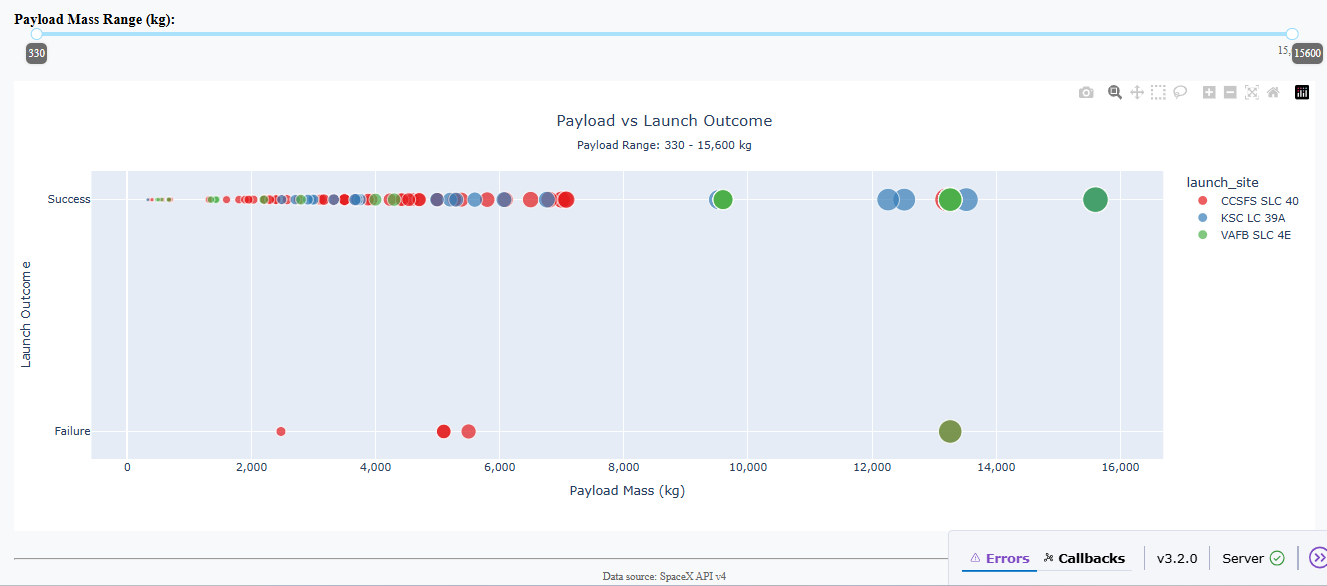 Payload Mass Range (kg):
330
15,
15600
Payload vs Launch Outcome
Payload Range: 330 - 15,600 kg
Success
Failure
Launch Outcome
0
2,000
4,000
6,000
8,000
10,000
12,000
14,000
16,000
Payload Mass (kg)
launch_site
CCSFS SLC 40
KSC LC 39A
VAFB SLC 4E
Errors
Callbacks
v3.2.0
Server
Data source: SpaceX API v4